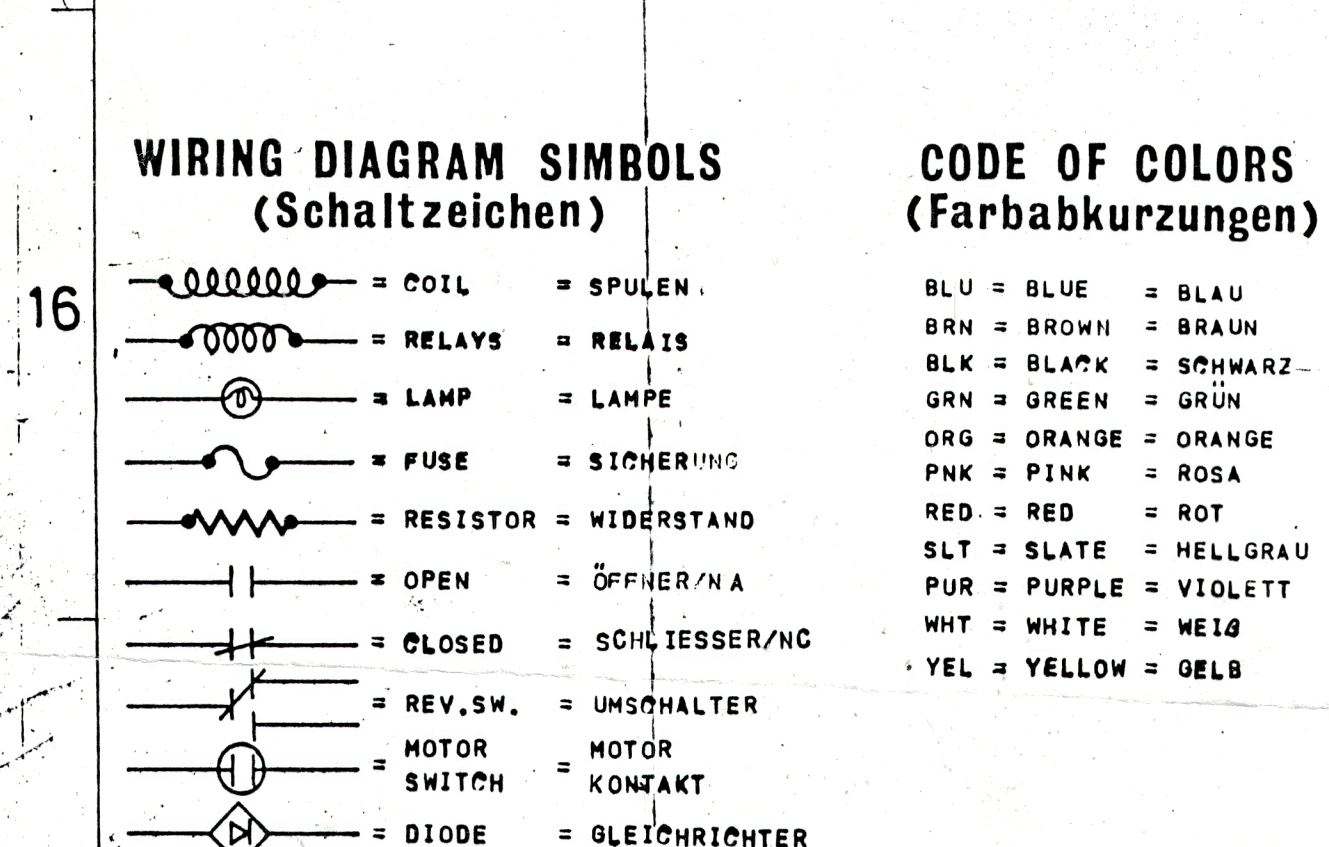 WIRING DIAGRAM SIMBOLS
(Schaltzeichen)
16
= COIL = SPULEN
= RELAYS = RELAIS
= LAMP = LAMPE
= FUSE = SICHERUNG
= RESISTOR = WIDERSTAND
= OPEN = ÖFFNER/NA
= CLOSED = SCHLIESSER/NC
= REV.SW. = UMSCHALTER
= MOTOR SWITCH = MOTOR KONTAKT
= DIODE = GLEICHRICHTER
CODE OF COLORS
(Farbabkurzungen)
BLU = BLUE = BLAU
BRN = BROWN = BRAUN
BLK = BLACK = SCHWARZ
GRN = GREEN = GRÜN
ORG = ORANGE = ORANGE
PNK = PINK = ROSA
RED = RED = ROT
SLT = SLATE = HELLGRAU
PUR = PURPLE = VIOLETT
WHT = WHITE = WEIß
YEL = YELLOW = GELB